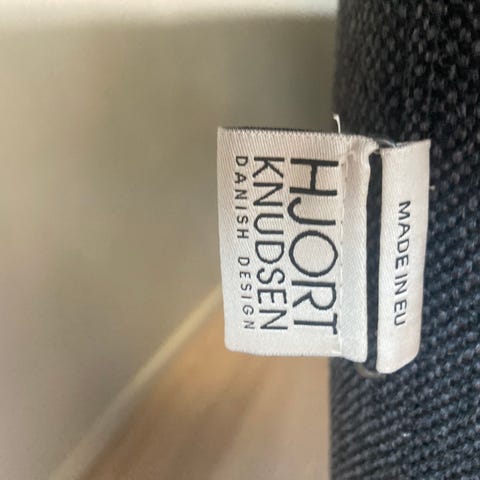 HJORT
KNUDSEN
DANISH DESIGN
MADE IN EU